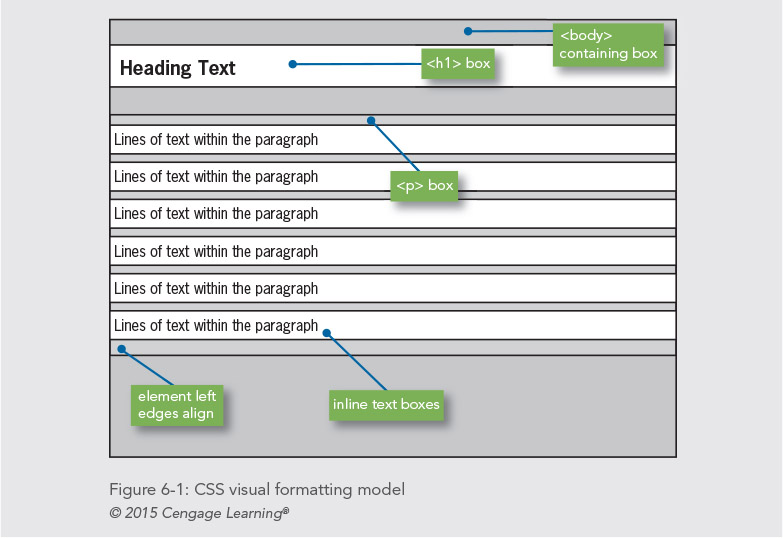 <body>
containing box
Heading Text
<h1> box
Lines of text within the paragraph
Lines of text within the paragraph
<p> box
Lines of text within the paragraph
Lines of text within the paragraph
Lines of text within the paragraph
Lines of text within the paragraph
element left
edges align
inline text boxes
Figure 6-1: CSS visual formatting model
© 2015 Cengage Learning®